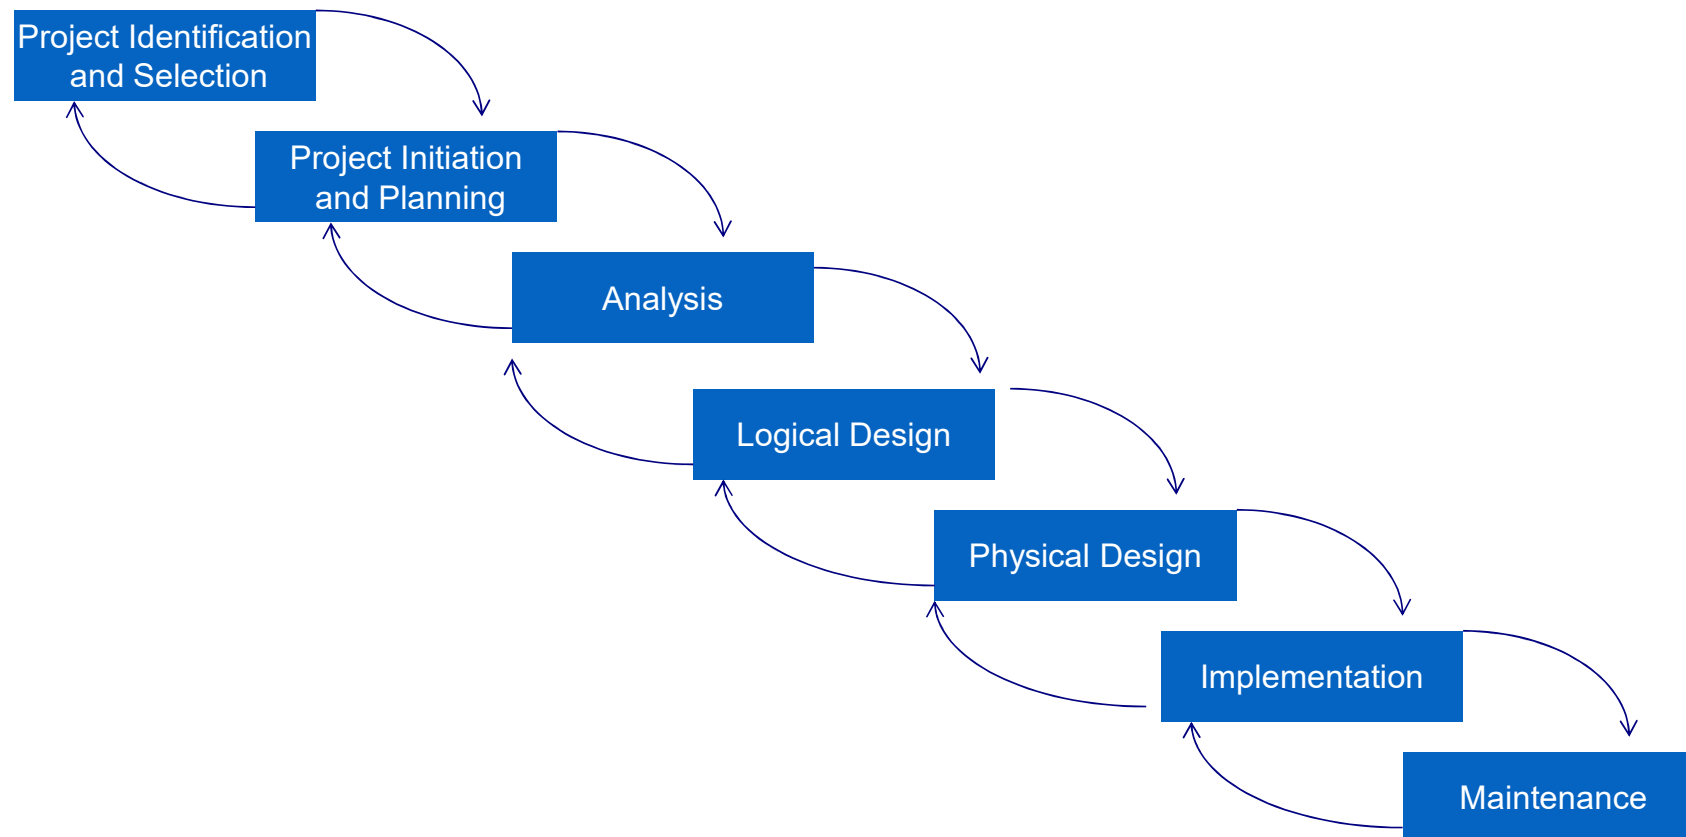 Project Identification
and Selection
Project Initiation
and Planning
Analysis
Logical Design
Physical Design
Implementation
Maintenance